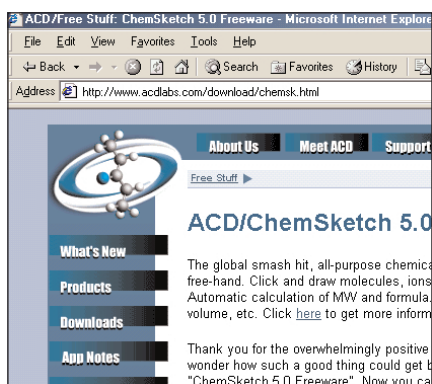 ACD/Free Stuff: ChemSketch 5.0 Freeware - Microsoft Internet Explore
File Edit View Favorites Tools Help
Back Search Favorites History
Address http://www.acdlabs.com/download/chemsk.html
About Us Meet ACD Support
Free Stuff
ACD/ChemSketch 5.0
What's New
The global smash hit, all-purpose chemica
free-hand. Click and draw molecules, ions
Products
Automatic calculation of MW and formula.
volume, etc. Click here to get more inform
Downloads
Thank you for the overwhelmingly positive
App Notes
wonder how such a good thing could get b
"ChemSketch 5.0 Freeware". Now you ca